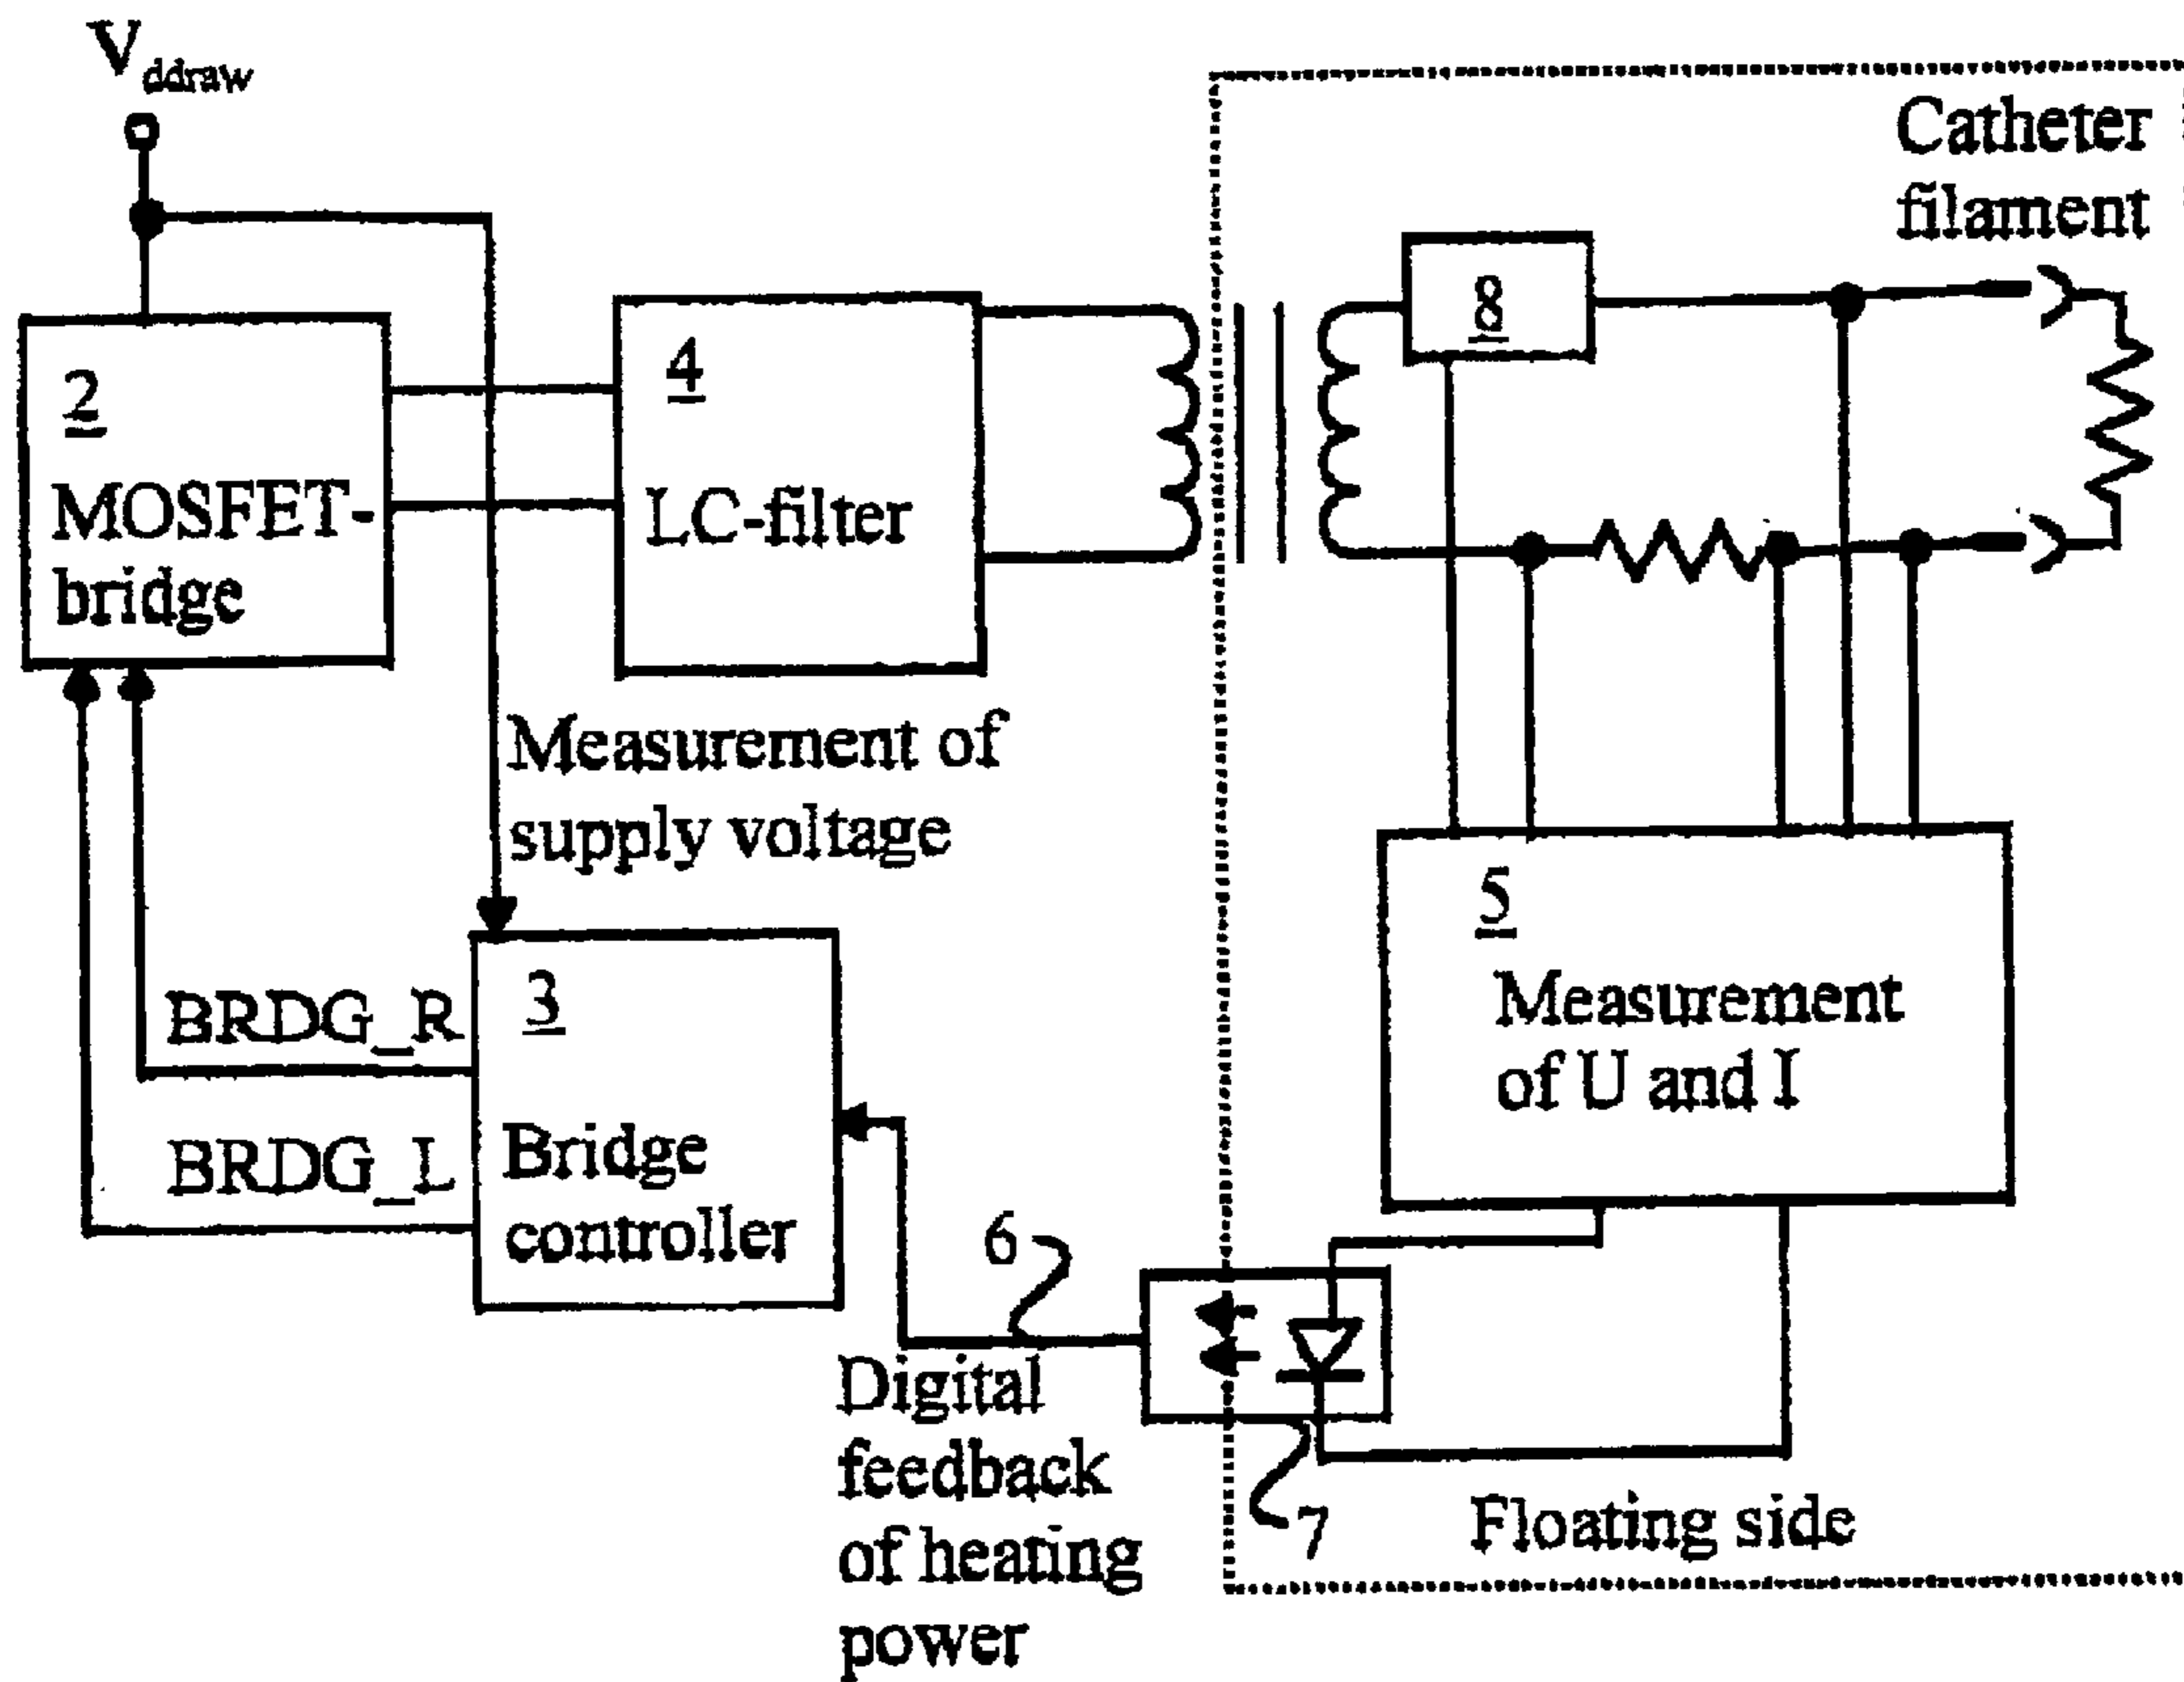 Vddraw
Catheter
filament
2
MOSFET-
bridge
4
LC-filter
8
Measurement of
supply voltage
5
Measurement
of U and I
BRDG_R
BRDG_L
3
Bridge
controller
6
Digital
feedback
of heating
power
7
Floating side